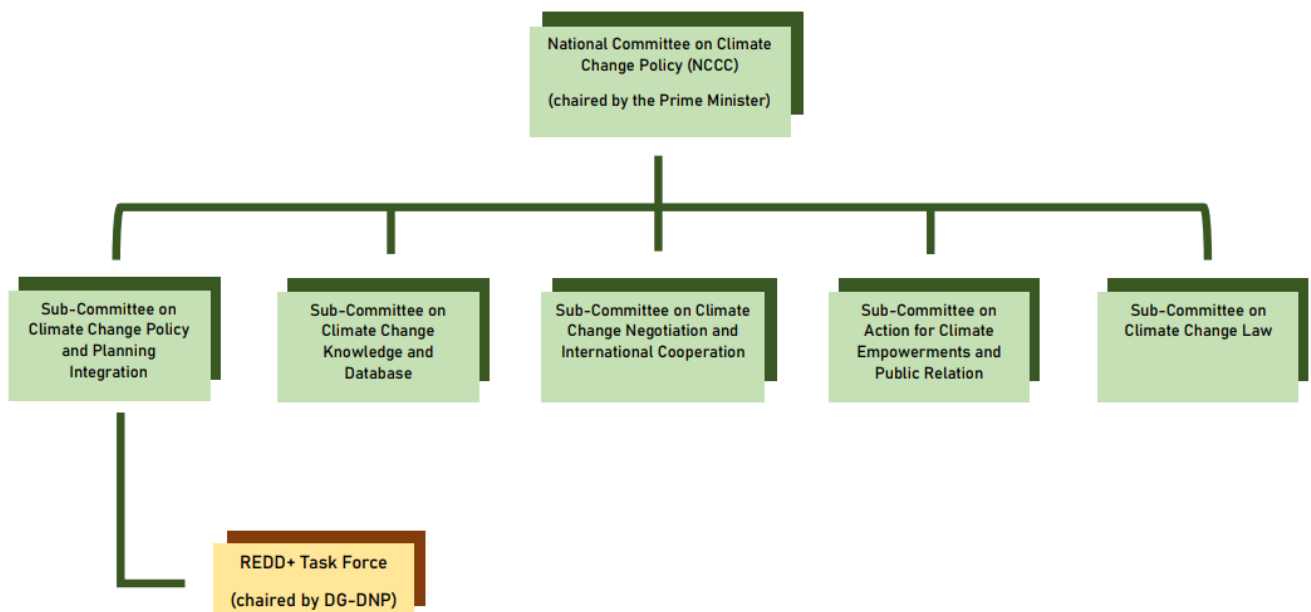 National Committee on Climate
Change Policy (NCCC)
(chaired by the Prime Minister)
Sub-Committee on
Climate Change Policy
and Planning
Integration
Sub-Committee on
Climate Change
Knowledge and
Database
Sub-Committee on Climate
Change Negotiation and
International Cooperation
Sub-Committee on
Action for Climate
Empowerments and
Public Relation
Sub-Committee on
Climate Change Law
REDD+ Task Force
(chaired by DG-DNP)